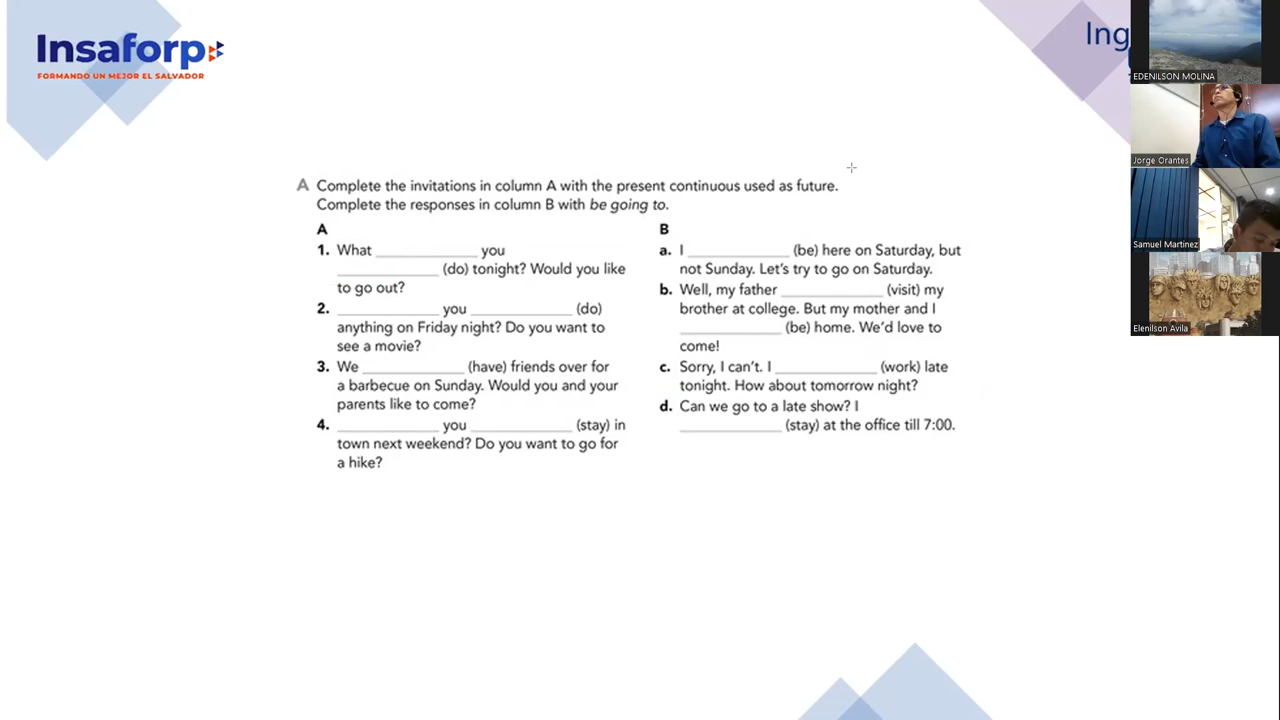 Insaforp
FORMANDO UN MEJOR EL SALVADOR
Ing
EDENILSON MOLINA
Jorge Orantes
Samuel Martinez
Elenilson Avila
A Complete the invitations in column A with the present continuous used as future.
Complete the responses in column B with be going to.
A
1. What ____________ you
____________ (do) tonight? Would you like
to go out?
2. ____________ you ____________ (do)
anything on Friday night? Do you want to
see a movie?
3. We ____________ (have) friends over for
a barbecue on Sunday. Would you and your
parents like to come?
4. ____________ you ____________ (stay) in
town next weekend? Do you want to go for
a hike?
B
a. I ____________ (be) here on Saturday, but
not Sunday. Let's try to go on Saturday.
b. Well, my father ____________ (visit) my
brother at college. But my mother and I
____________ (be) home. We'd love to
come!
c. Sorry, I can't. I ____________ (work) late
tonight. How about tomorrow night?
d. Can we go to a late show? I
____________ (stay) at the office till 7:00.